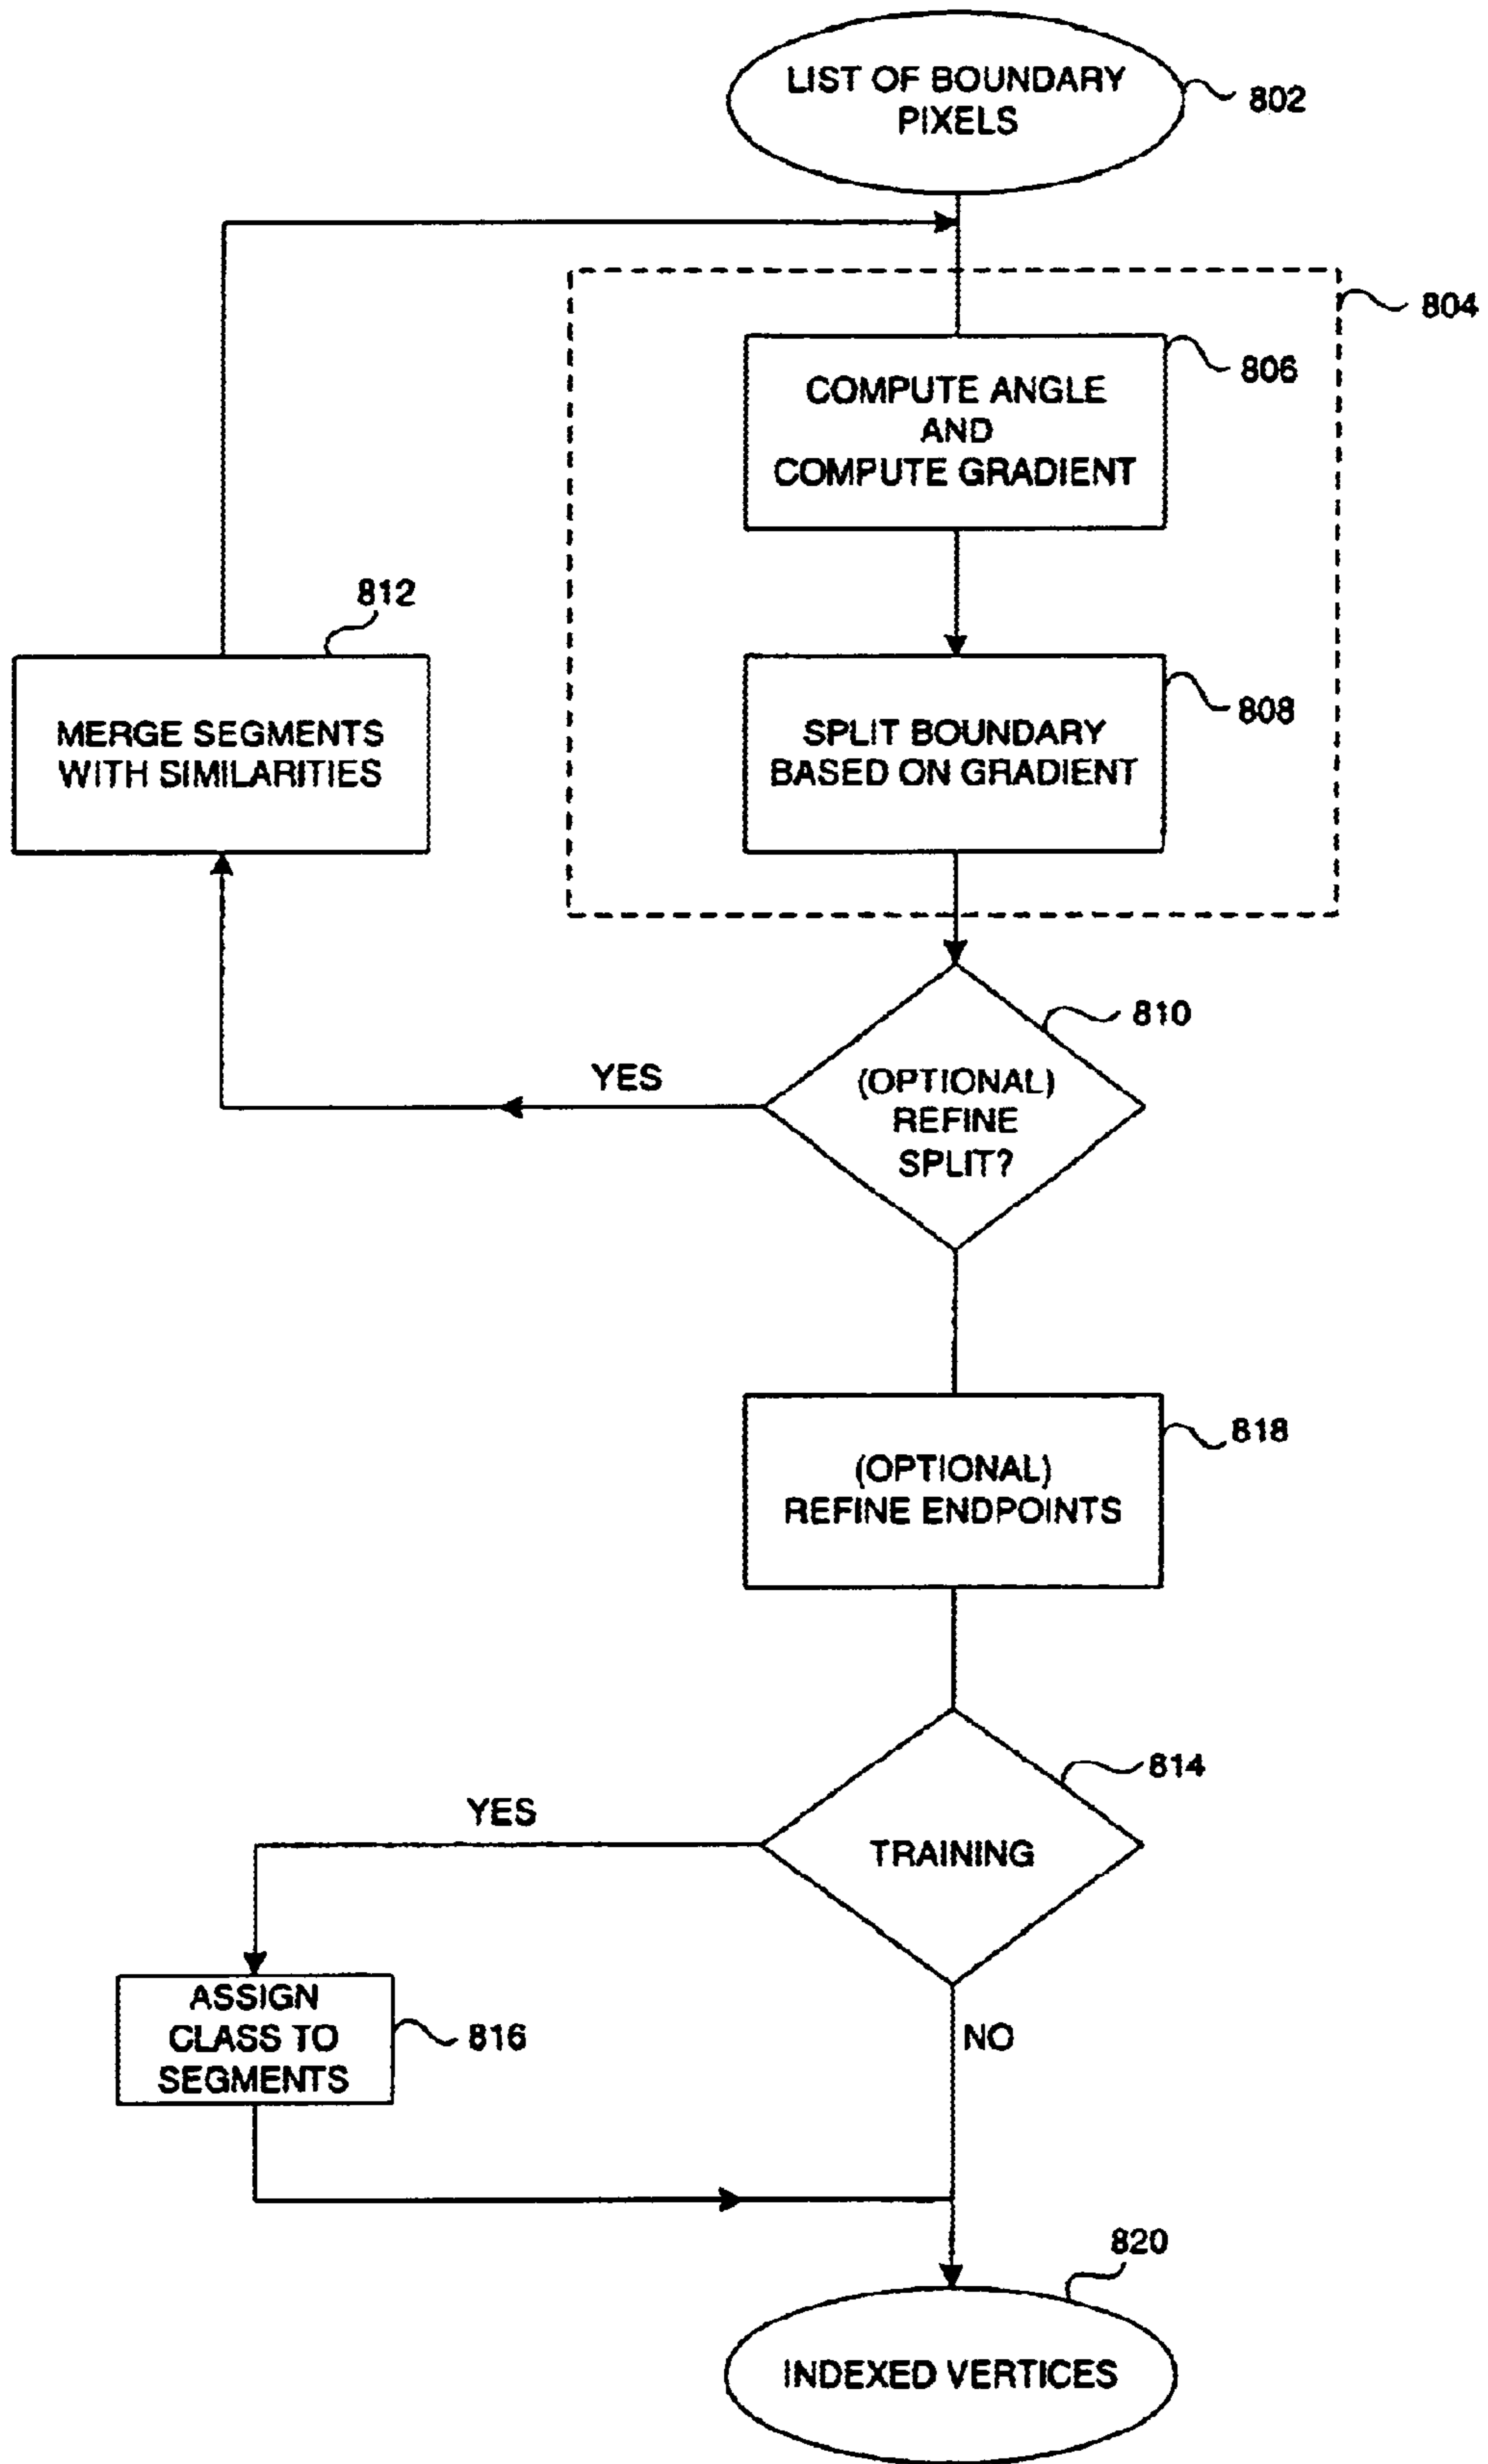 LIST OF BOUNDARY
PIXELS
802
804
806
COMPUTE ANGLE
AND
COMPUTE GRADIENT
812
MERGE SEGMENTS
WITH SIMILARITIES
808
SPLIT BOUNDARY
BASED ON GRADIENT
810
YES
(OPTIONAL)
REFINE
SPLIT?
818
(OPTIONAL)
REFINE ENDPOINTS
814
YES
TRAINING
ASSIGN
CLASS TO
SEGMENTS
816
NO
820
INDEXED VERTICES